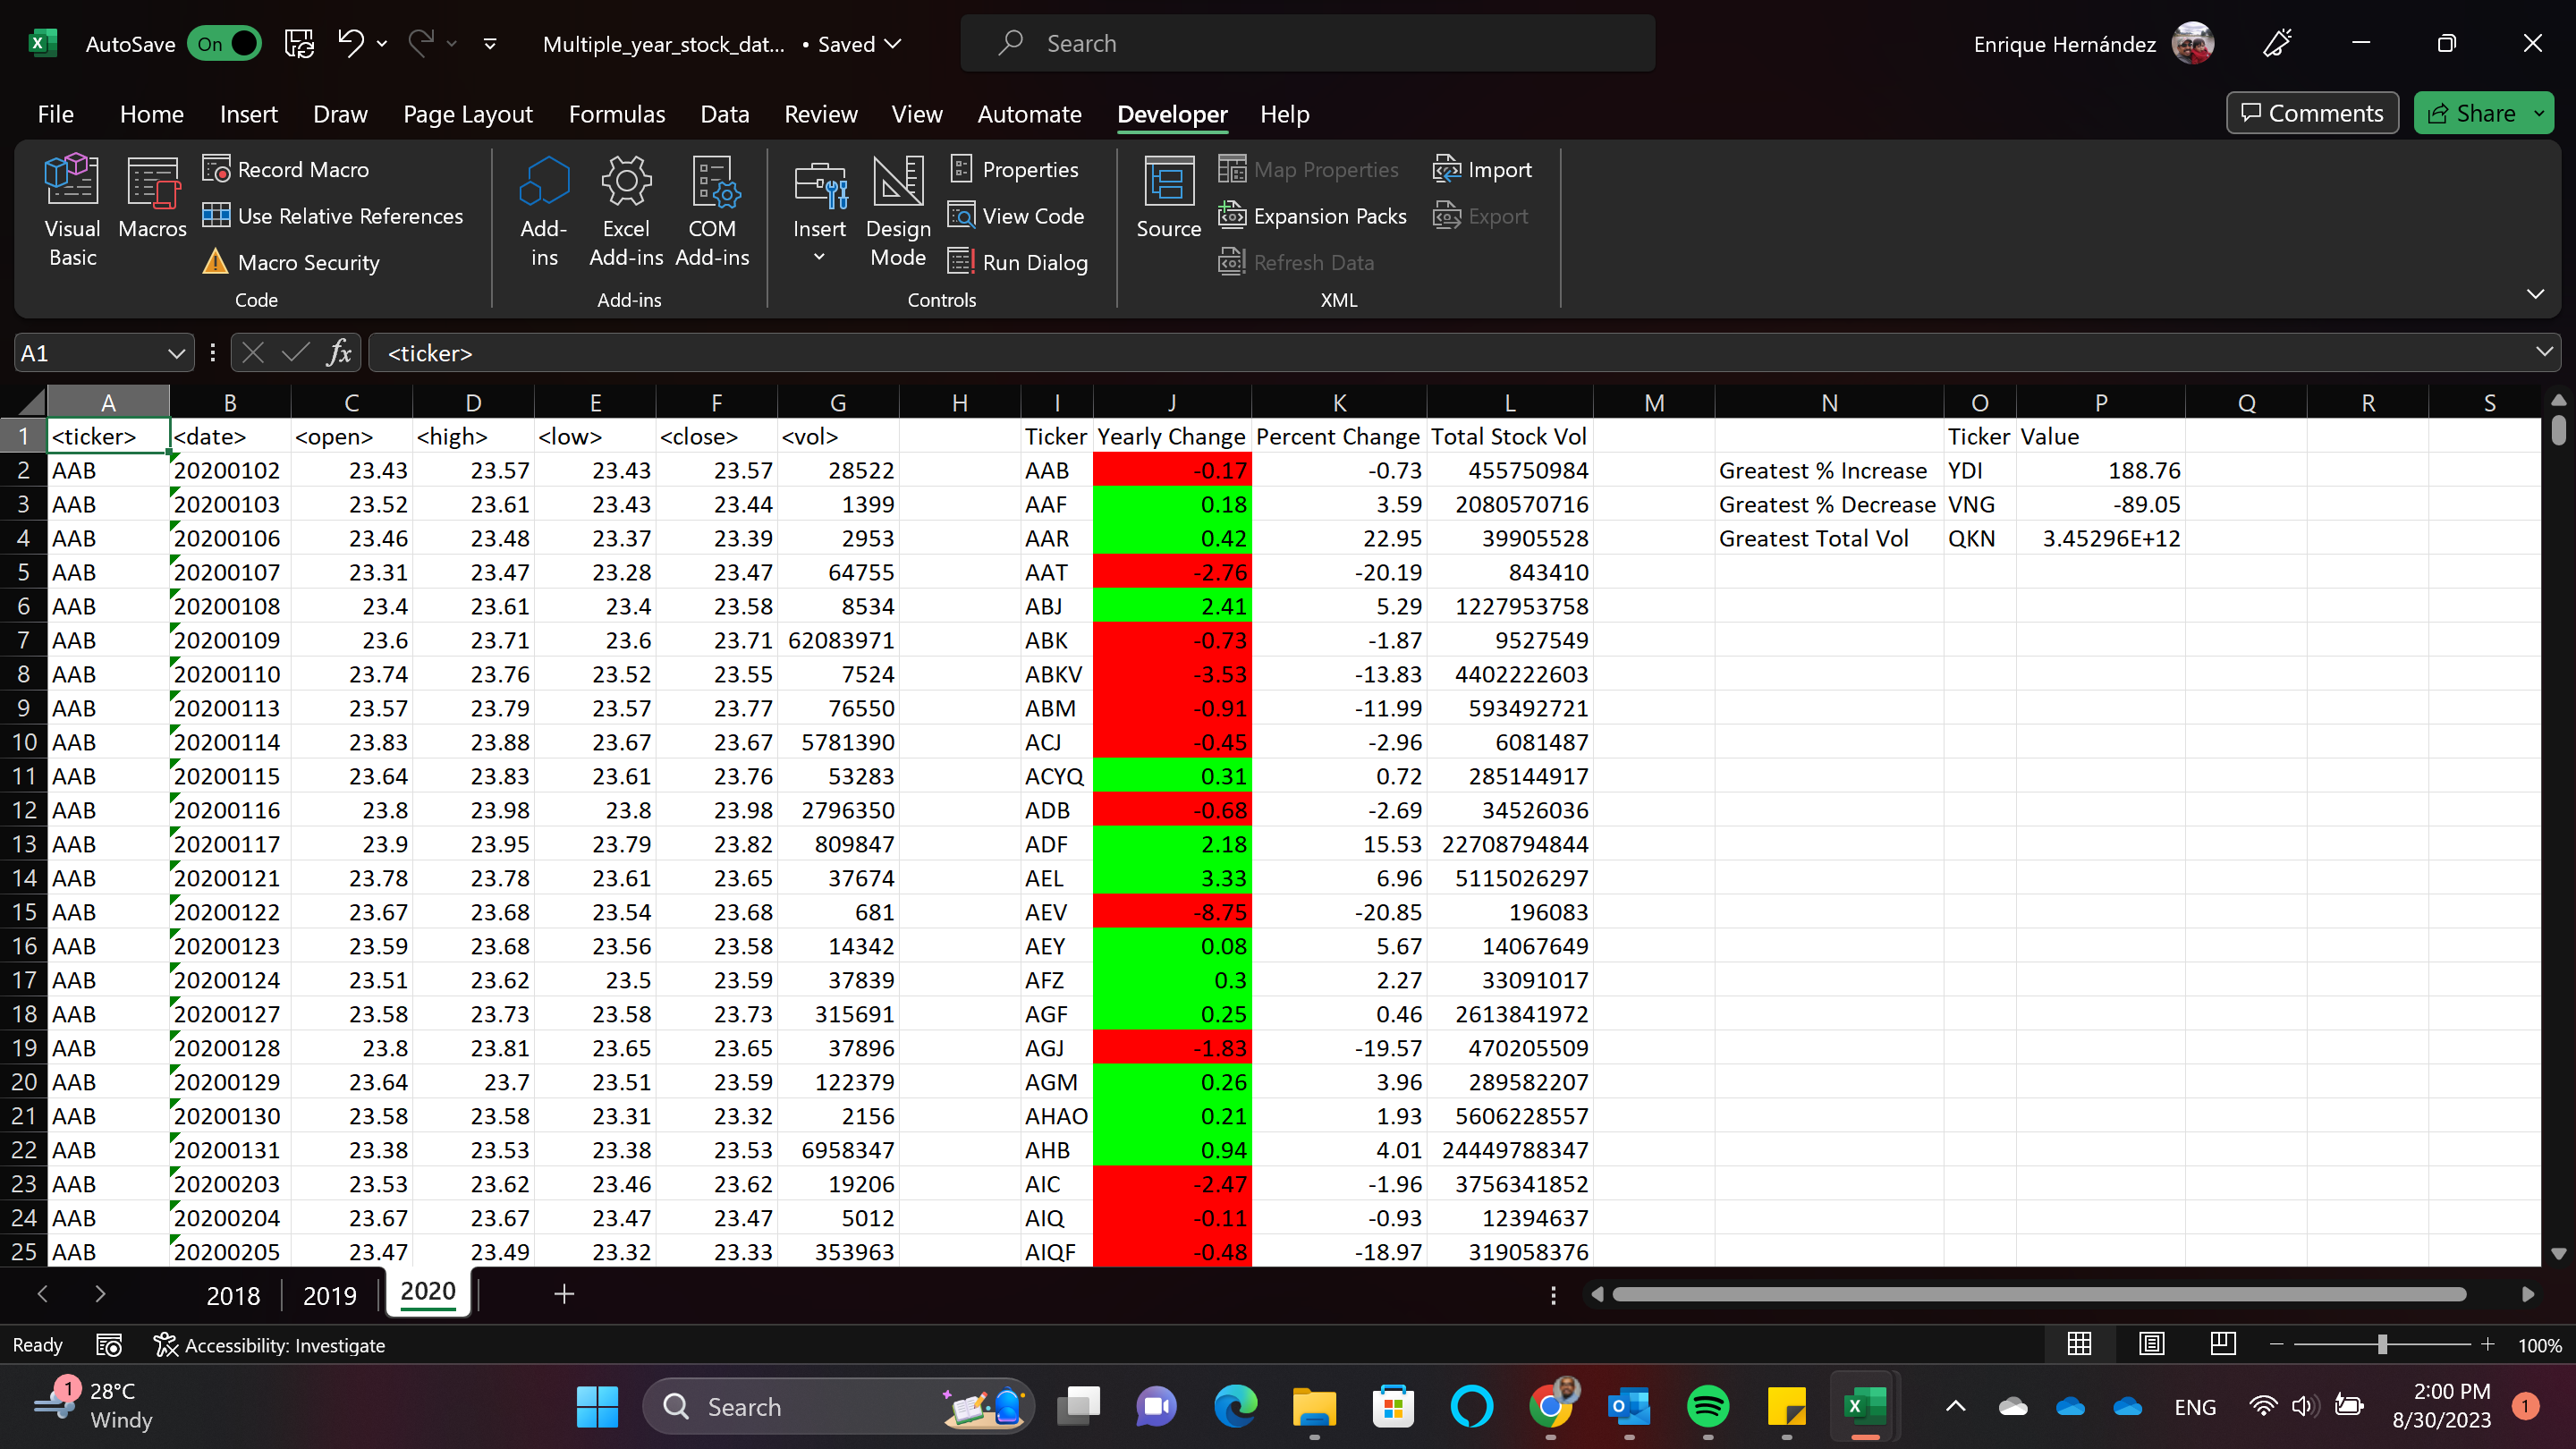 AutoSave On Multiple_year_stock_dat... • Saved Search Enrique Hernández
File Home Insert Draw Page Layout Formulas Data Review View Automate Developer Help Comments Share
Visual Basic
Macros
Record Macro
Use Relative References
Macro Security
Code
Add-ins
Excel Add-ins
COM Add-ins
Add-ins
Insert
Design Mode
Properties
View Code
Run Dialog
Controls
Source
Map Properties
Expansion Packs
Refresh Data
Import
Export
XML
A1 fx <ticker>
A B C D E F G H I J K L M N O P Q R S
1 <ticker> <date> <open> <high> <low> <close> <vol> Ticker Yearly Change Percent Change Total Stock Vol Ticker Value
2 AAB 20200102 23.43 23.57 23.43 23.57 28522 AAB -0.17 -0.73 455750984 Greatest % Increase YDI 188.76
3 AAB 20200103 23.52 23.61 23.43 23.44 1399 AAF 0.18 3.59 2080570716 Greatest % Decrease VNG -89.05
4 AAB 20200106 23.46 23.48 23.37 23.39 2953 AAR 0.42 22.95 39905528 Greatest Total Vol QKN 3.45296E+12
5 AAB 20200107 23.31 23.47 23.28 23.47 64755 AAT -2.76 -20.19 843410
6 AAB 20200108 23.4 23.61 23.4 23.58 8534 ABJ 2.41 5.29 1227953758
7 AAB 20200109 23.6 23.71 23.6 23.71 62083971 ABK -0.73 -1.87 9527549
8 AAB 20200110 23.74 23.76 23.52 23.55 7524 ABKV -3.53 -13.83 4402222603
9 AAB 20200113 23.57 23.79 23.57 23.77 76550 ABM -0.91 -11.99 593492721
10 AAB 20200114 23.83 23.88 23.67 23.67 5781390 ACJ -0.45 -2.96 6081487
11 AAB 20200115 23.64 23.83 23.61 23.76 53283 ACYQ 0.31 0.72 285144917
12 AAB 20200116 23.8 23.98 23.8 23.98 2796350 ADB -0.68 -2.69 34526036
13 AAB 20200117 23.9 23.95 23.79 23.82 809847 ADF 2.18 15.53 22708794844
14 AAB 20200121 23.78 23.78 23.61 23.65 37674 AEL 3.33 6.96 5115026297
15 AAB 20200122 23.67 23.68 23.54 23.68 681 AEV -8.75 -20.85 196083
16 AAB 20200123 23.59 23.68 23.56 23.58 14342 AEY 0.08 5.67 14067649
17 AAB 20200124 23.51 23.62 23.5 23.59 37839 AFZ 0.3 2.27 33091017
18 AAB 20200127 23.58 23.73 23.58 23.73 315691 AGF 0.25 0.46 2613841972
19 AAB 20200128 23.8 23.81 23.65 23.65 37896 AGJ -1.83 -19.57 470205509
20 AAB 20200129 23.64 23.7 23.51 23.59 122379 AGM 0.26 3.96 289582207
21 AAB 20200130 23.58 23.58 23.31 23.32 2156 AHAO 0.21 1.93 5606228557
22 AAB 20200131 23.38 23.53 23.38 23.53 6958347 AHB 0.94 4.01 24449788347
23 AAB 20200203 23.53 23.62 23.46 23.62 19206 AIC -2.47 -1.96 3756341852
24 AAB 20200204 23.67 23.67 23.47 23.47 5012 AIQ -0.11 -0.93 12394637
25 AAB 20200205 23.47 23.49 23.32 23.33 353963 AIQF -0.48 -18.97 319058376
2018 2019 2020
Ready Accessibility: Investigate 100%
1 28°C Windy
Search
ENG
2:00 PM
8/30/2023
1